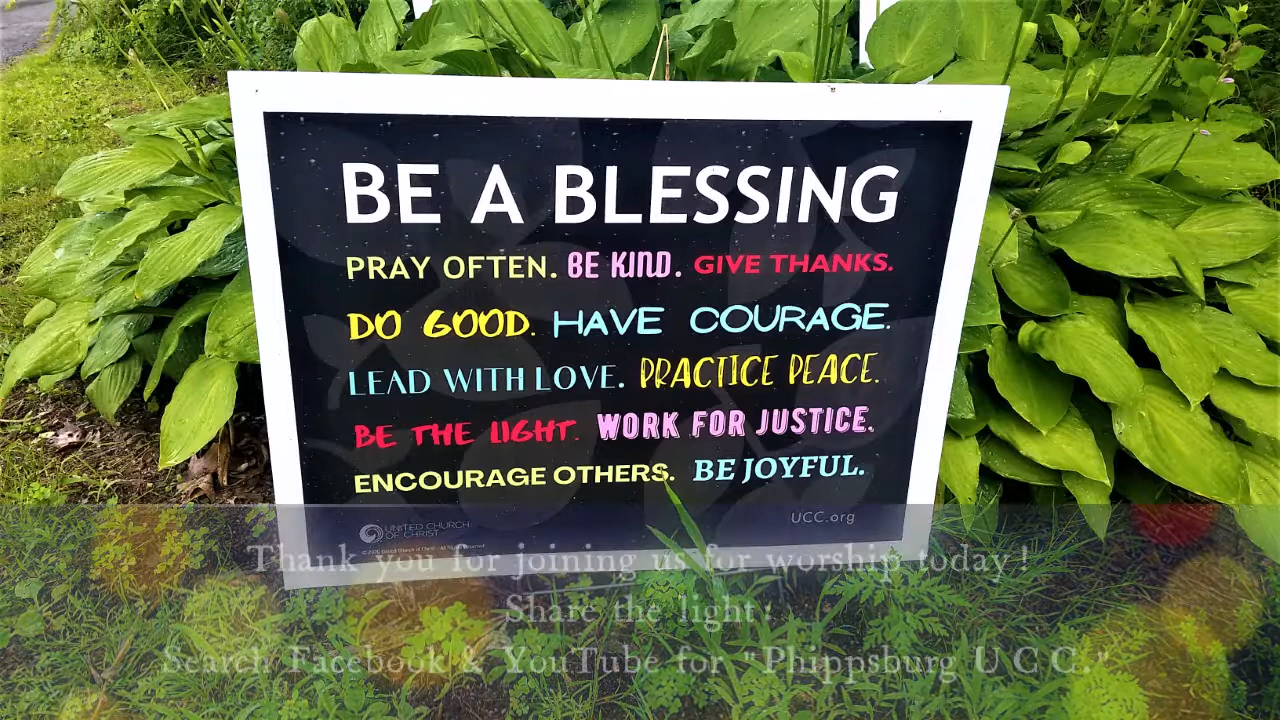 BE A BLESSING
PRAY OFTEN. BE KIND. GIVE THANKS.
DO GOOD. HAVE COURAGE.
LEAD WITH LOVE. PRACTICE PEACE.
BE THE LIGHT. WORK FOR JUSTICE.
ENCOURAGE OTHERS. BE JOYFUL.
UNITED CHURCH
OF CHRIST
UCC.org
Thank you for joining us for worship today!
Share the light:
Search Facebook & YouTube for "Phippsburg U C C."